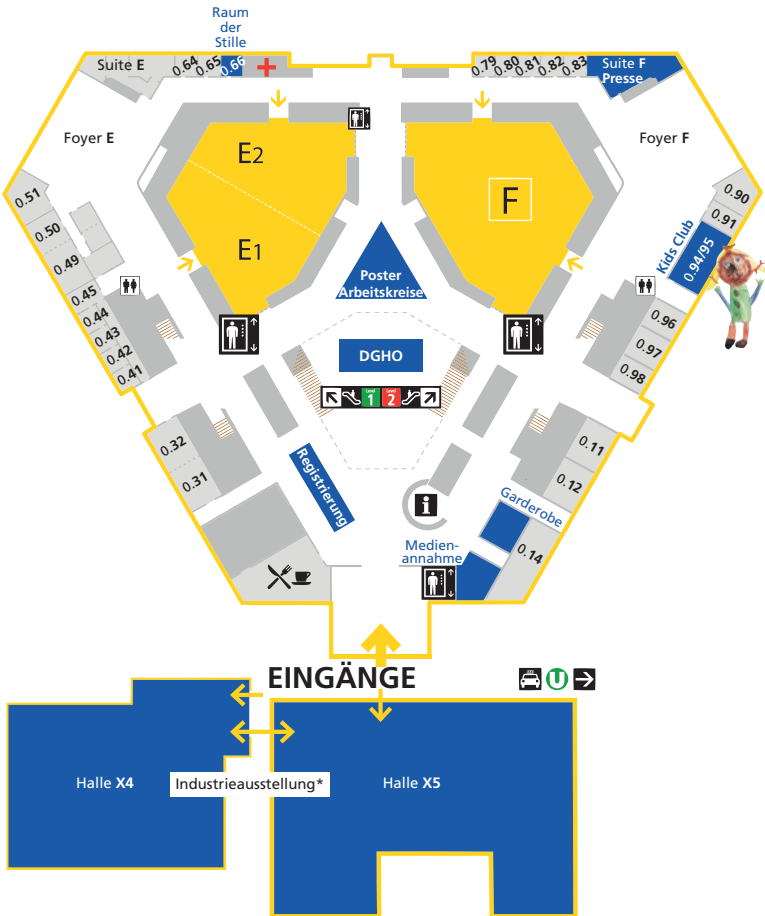 Raum
der
Stille
Suite E
0.64
0.65
0.66
0.79
0.80
0.81
0.82
0.83
Suite F
Presse
Foyer E
Foyer F
E2
E1
F
0.51
0.50
0.49
0.45
0.44
0.43
0.42
0.41
0.90
0.91
Kids Club
0.94/95
Poster
Arbeitskreise
DGHO
Level
1
Level
2
0.96
0.97
0.98
0.32
0.31
Registrierung
0.11
0.12
i
Garderobe
0.14
Medien-
annahme
EINGÄNGE
TAXI
U
Halle X4
Industrieausstellung*
Halle X5